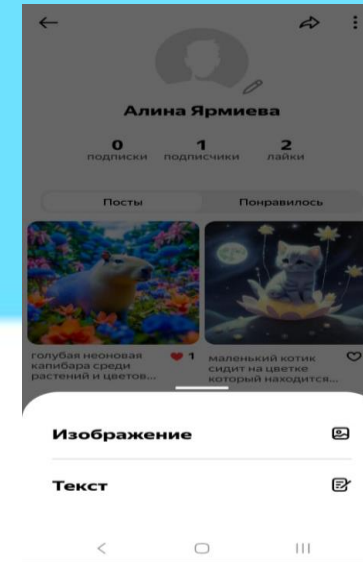 Алина Ярмиева
0 1 2
подписки подписчики лайки
Посты Понравилось
голубая неоновая
капибара среди
растений и цветов...
1
маленький котик
сидит на цветке
который находится...
Изображение
Текст